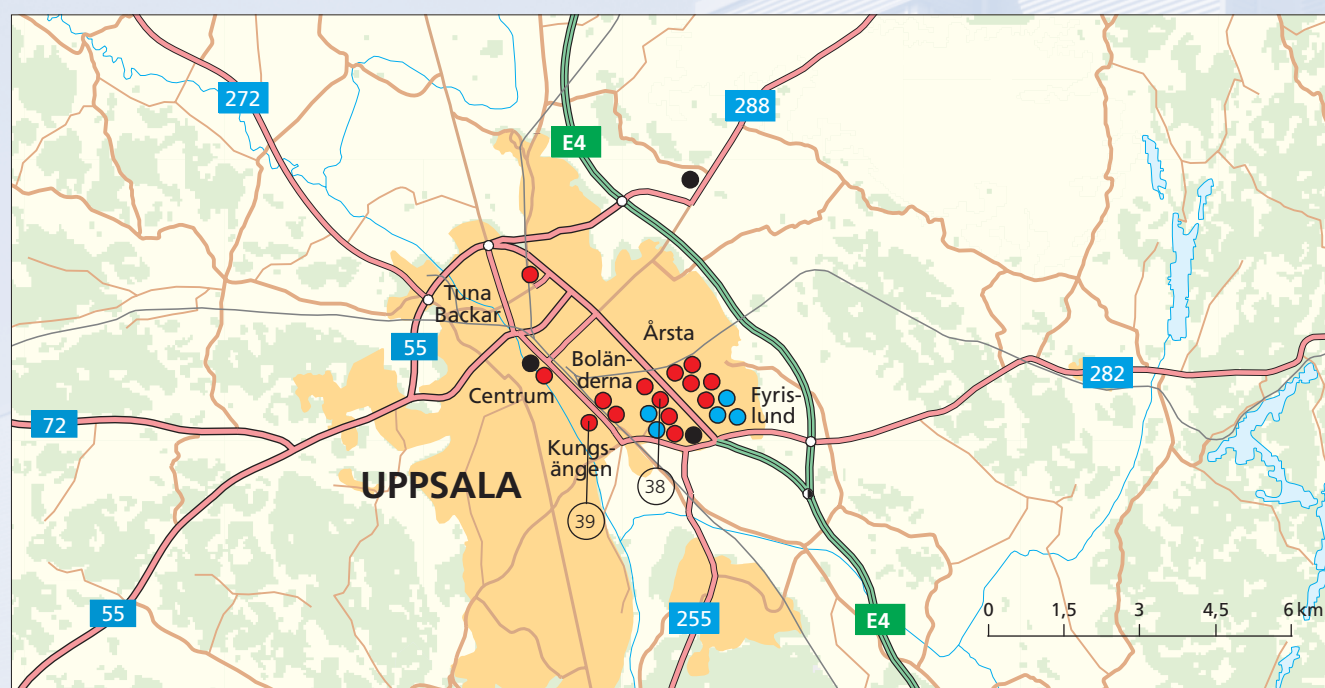 272
288
E4
Tuna
Backar
Årsta
55
Bolän-
derna
282
Centrum
Fyris-
lund
72
Kungs-
ängen
UPPSALA
38
39
0 1,5 3 4,5 6 km
55
255
E4